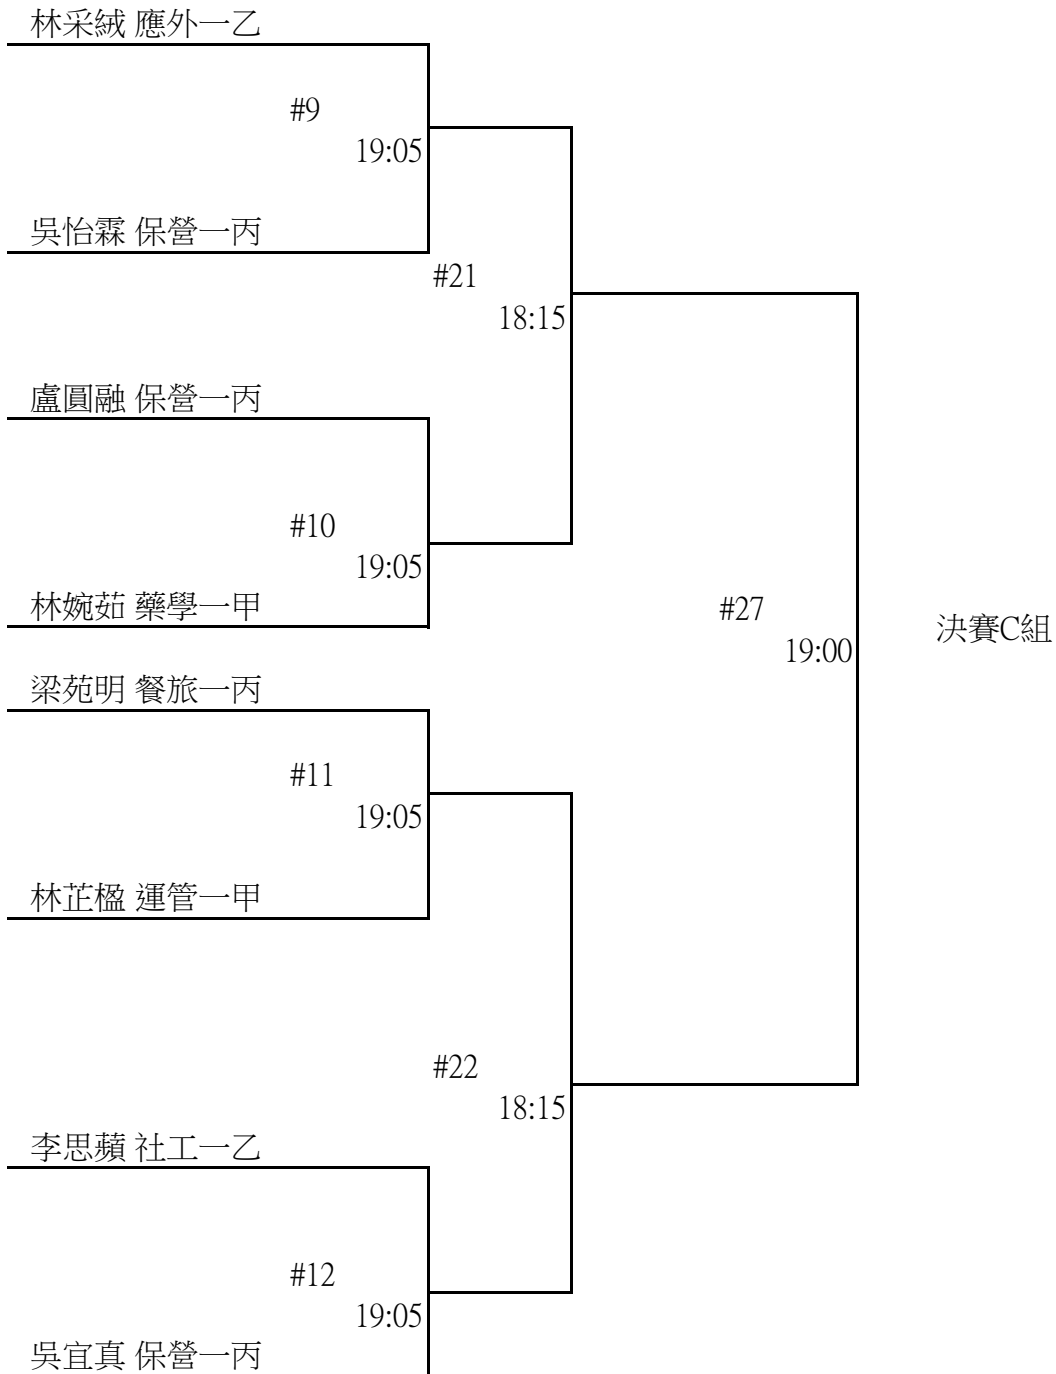 林采絨 應外一乙
#9
19:05
吳怡霖 保營一丙
#21
18:15
盧圓融 保營一丙
#10
19:05
林婉茹 藥學一甲
#27
19:00
決賽C組
梁苑明 餐旅一丙
#11
19:05
林芷楹 運管一甲
#22
18:15
李思蘋 社工一乙
#12
19:05
吳宜真 保營一丙